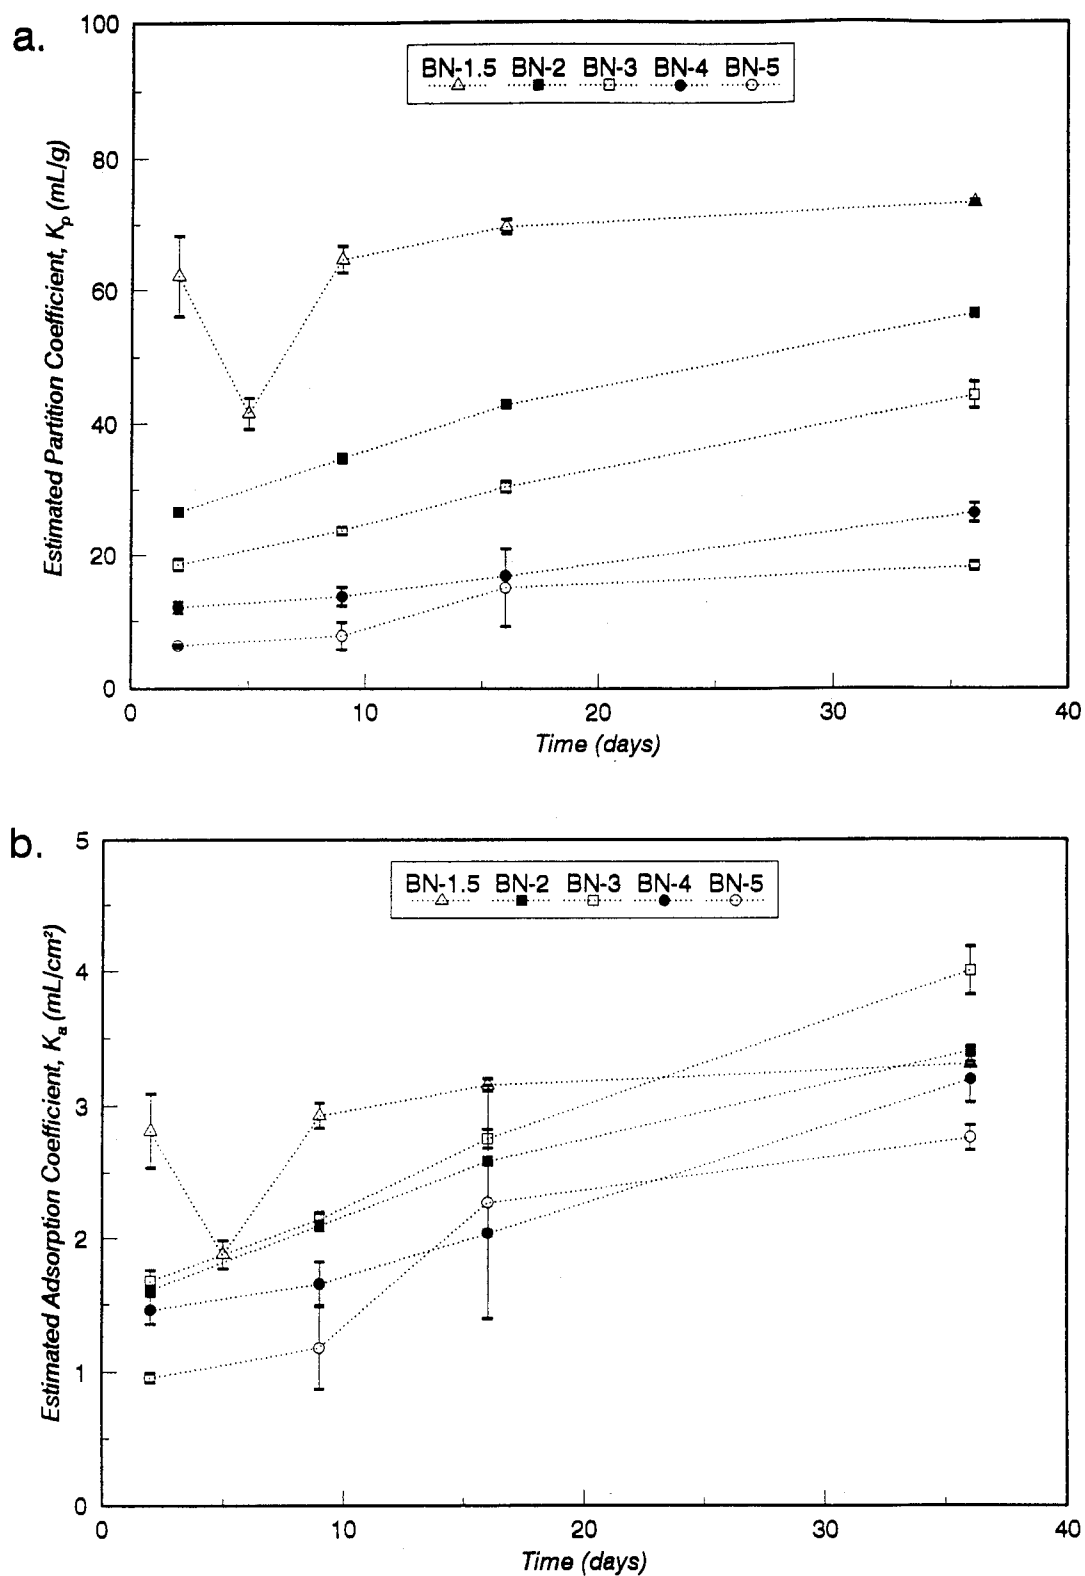 a.
100
80
60
40
20
0
Estimated Partition Coefficient, Kp (mL/g)
BN-1.5 BN-2 BN-3 BN-4 BN-5
0 10 20 30 40
Time (days)
b.
5
4
3
2
1
0
Estimated Adsorption Coefficient, Ka (mL/cm²)
BN-1.5 BN-2 BN-3 BN-4 BN-5
0 10 20 30 40
Time (days)